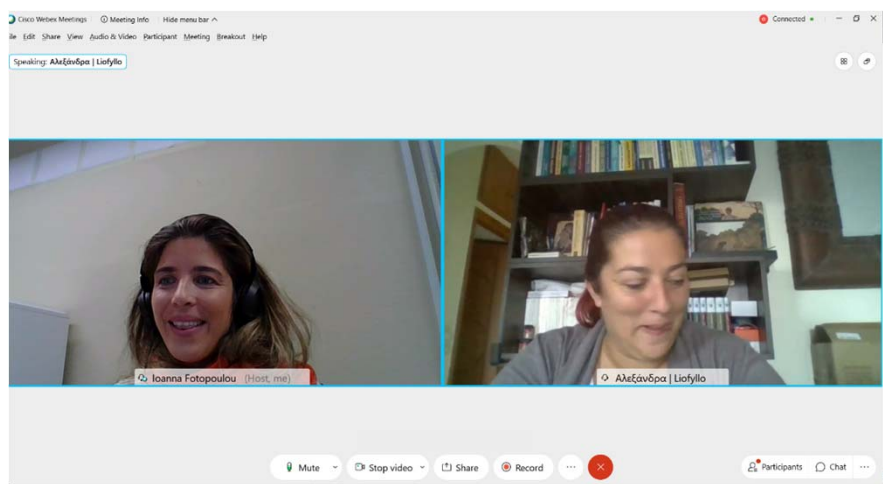 Cisco Webex Meetings ⓘ Meeting Info Hide menu bar ^ Connected
ile Edit Share View Audio & Video Participant Meeting Breakout Help
Speaking: Αλεξάνδρα | Liofyllo
Ioanna Fotopoulou (Host, me)
Αλεξάνδρα | Liofyllo
Mute Stop video Share Record ... Participants Chat ...